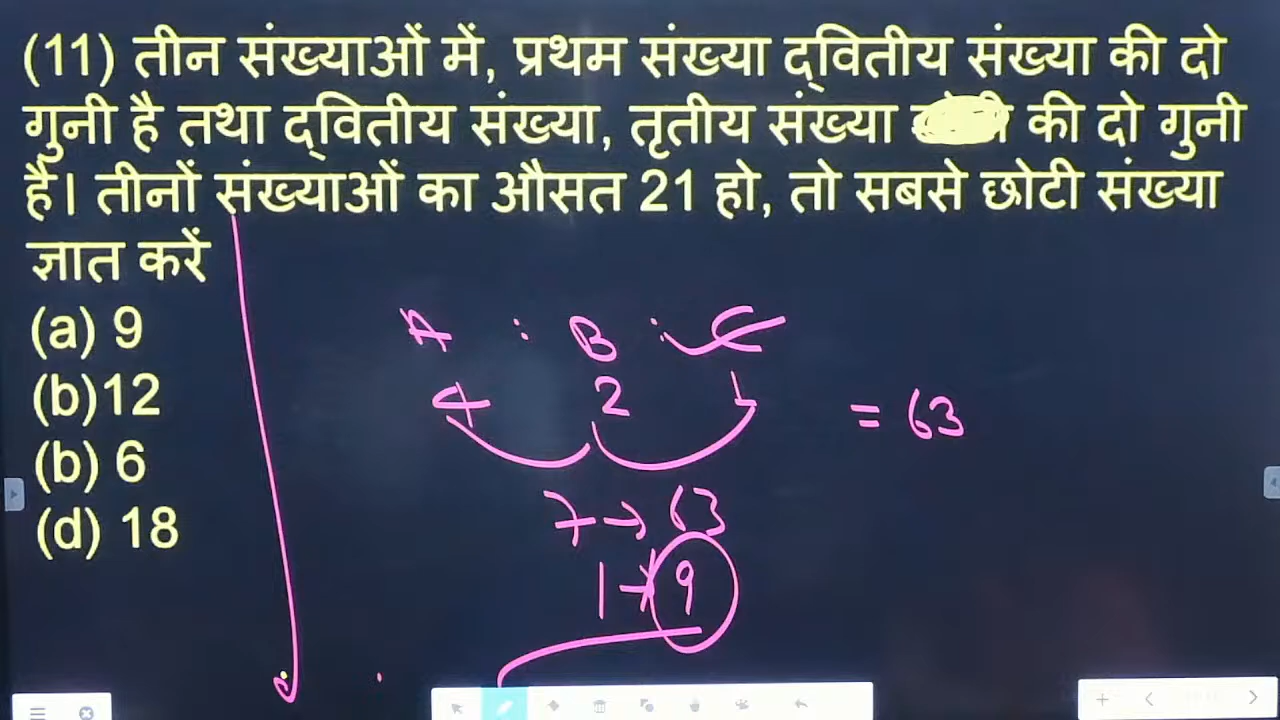 (11) तीन संख्याओं में, प्रथम संख्या द्वितीय संख्या की दो
गुनी है तथा द्वितीय संख्या, तृतीय संख्या की दो गुनी
है। तीनों संख्याओं का औसत 21 हो, तो सबसे छोटी संख्या
ज्ञात करें
(a) 9
(b)12
(b) 6
(d) 18
A : B : C
4 2 1 = 63
7 → 63
1 → 9